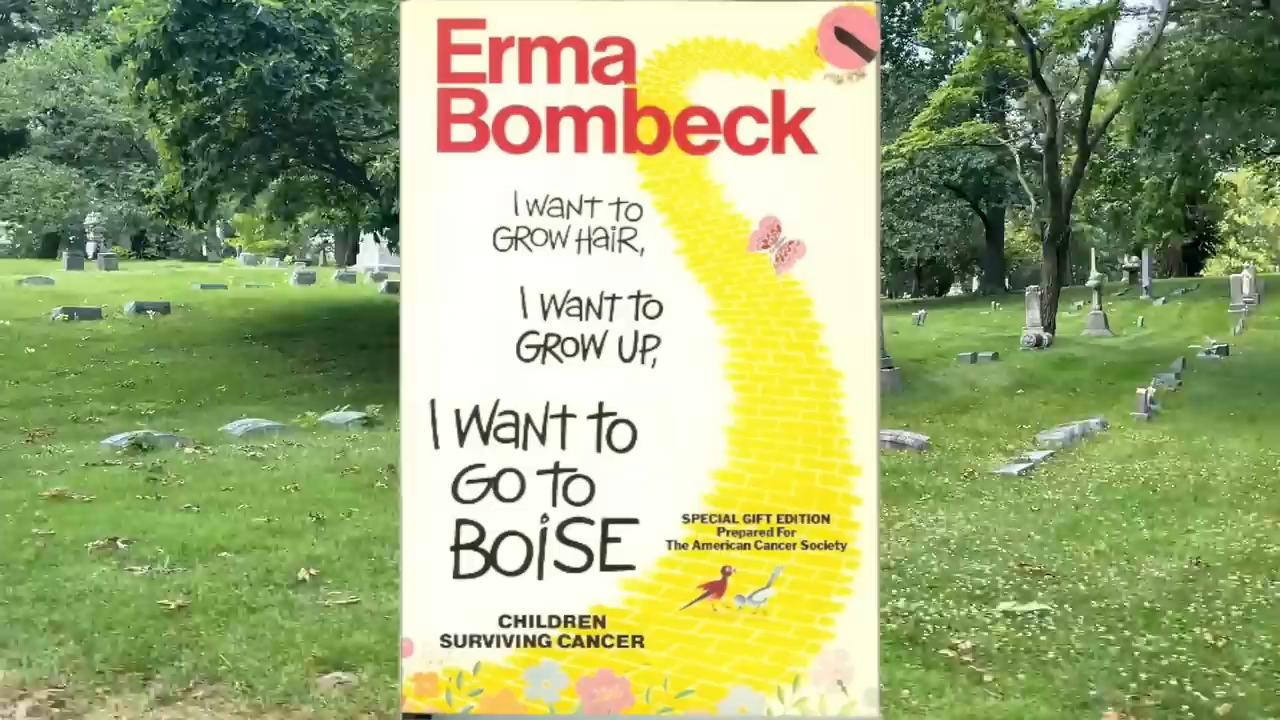 Erma
Bombeck
I WANT TO
GROW HAIR,
I WANT TO
GROW UP,
I WANT TO
GO TO
BOISE
SPECIAL GIFT EDITION
Prepared For
The American Cancer Society
CHILDREN
SURVIVING CANCER